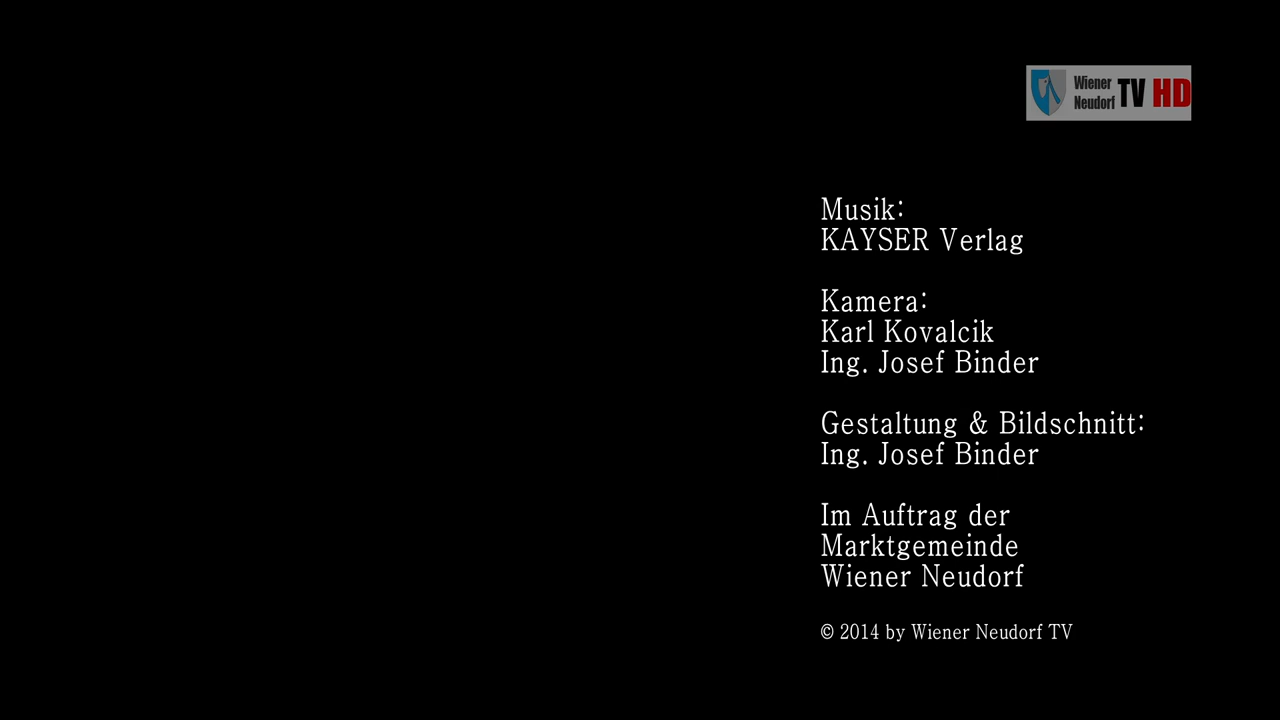 Wiener
Neudorf TV HD
Musik:
KAYSER Verlag
Kamera:
Karl Kovalcik
Ing. Josef Binder
Gestaltung & Bildschnitt:
Ing. Josef Binder
Im Auftrag der
Marktgemeinde
Wiener Neudorf
© 2014 by Wiener Neudorf TV